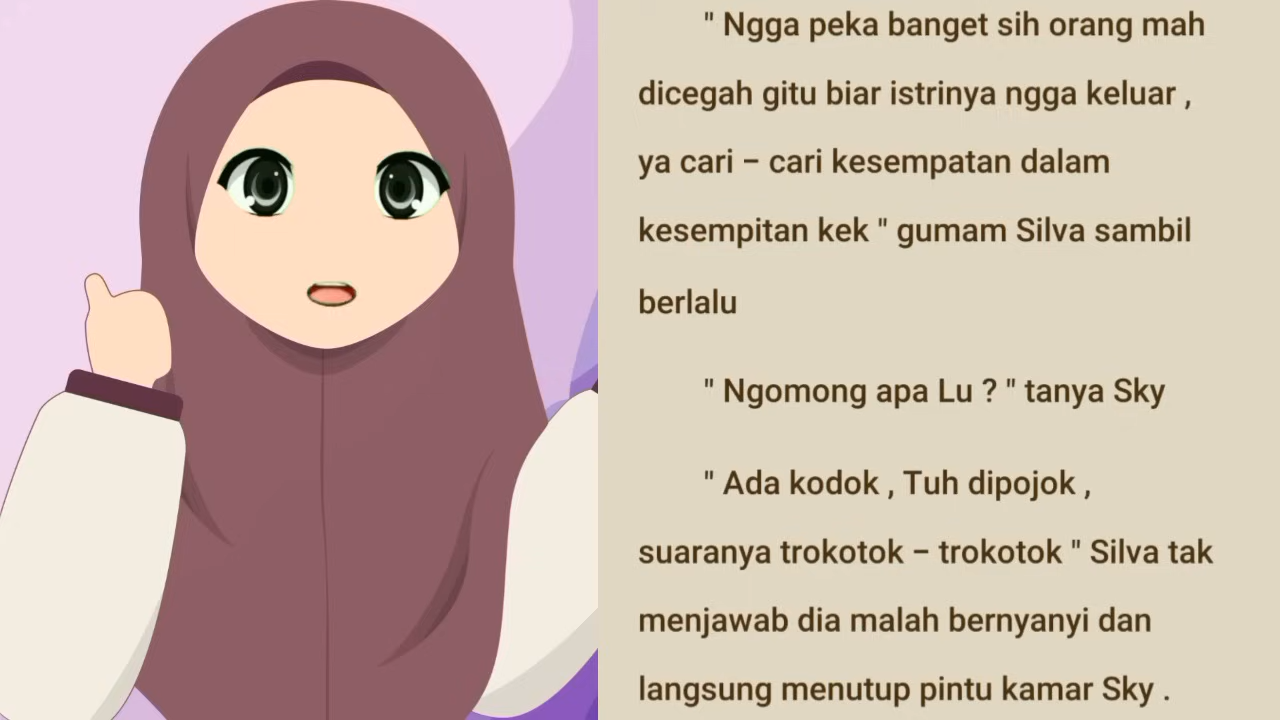 " Ngga peka banget sih orang mah
dicegah gitu biar istrinya ngga keluar ,
ya cari – cari kesempatan dalam
kesempitan kek " gumam Silva sambil
berlalu
" Ngomong apa Lu ? " tanya Sky
" Ada kodok , Tuh dipojok ,
suaranya trokotok – trokotok " Silva tak
menjawab dia malah bernyanyi dan
langsung menutup pintu kamar Sky .